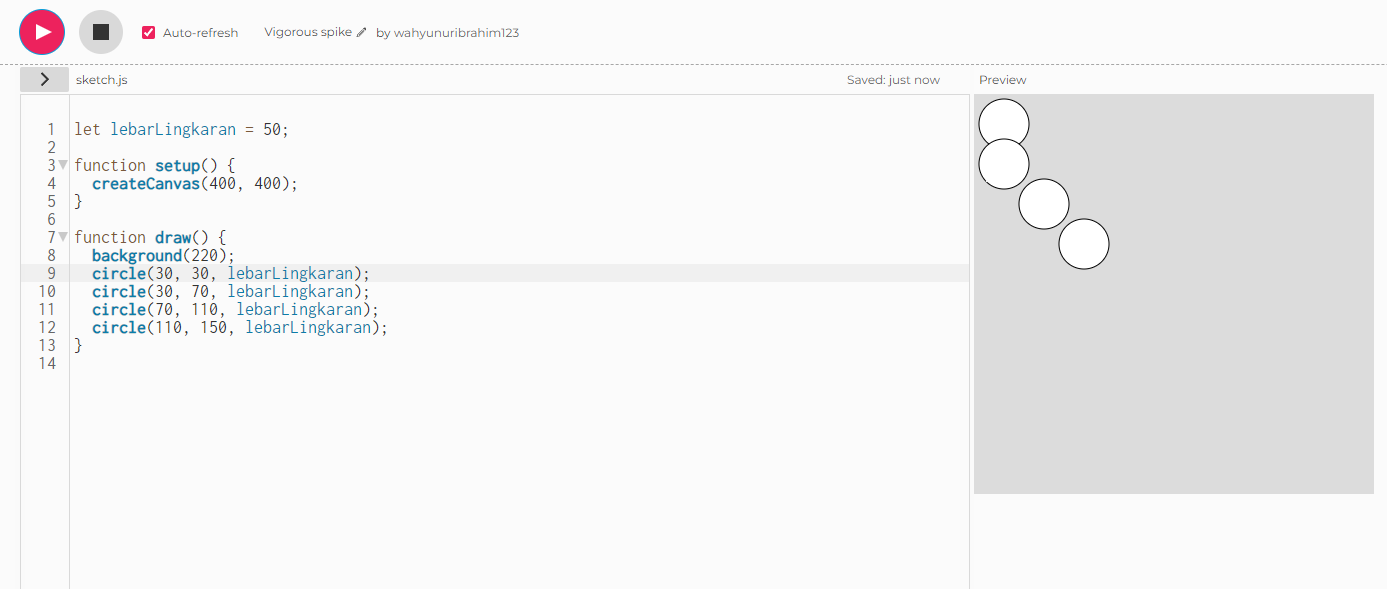 Auto-refresh Vigorous spike by wahyunuribrahim123
sketch.js Saved: just now Preview
1 let lebarLingkaran = 50;
2
3 function setup() {
4 createCanvas(400, 400);
5 }
6
7 function draw() {
8 background(220);
9 circle(30, 30, lebarLingkaran);
10 circle(30, 70, lebarLingkaran);
11 circle(70, 110, lebarLingkaran);
12 circle(110, 150, lebarLingkaran);
13 }
14